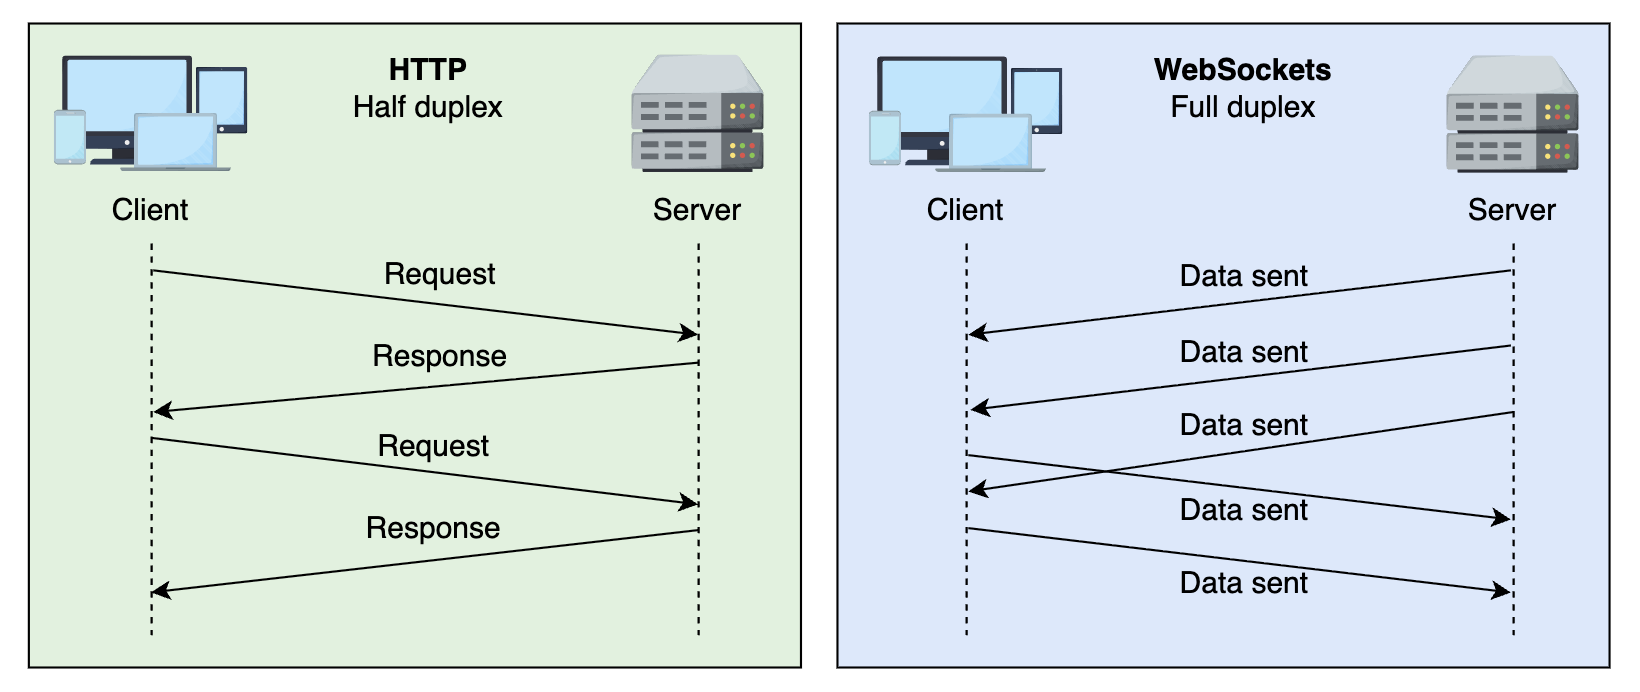 HTTP
Half duplex
Client
Server
Request
Response
Request
Response
WebSockets
Full duplex
Client
Server
Data sent
Data sent
Data sent
Data sent
Data sent